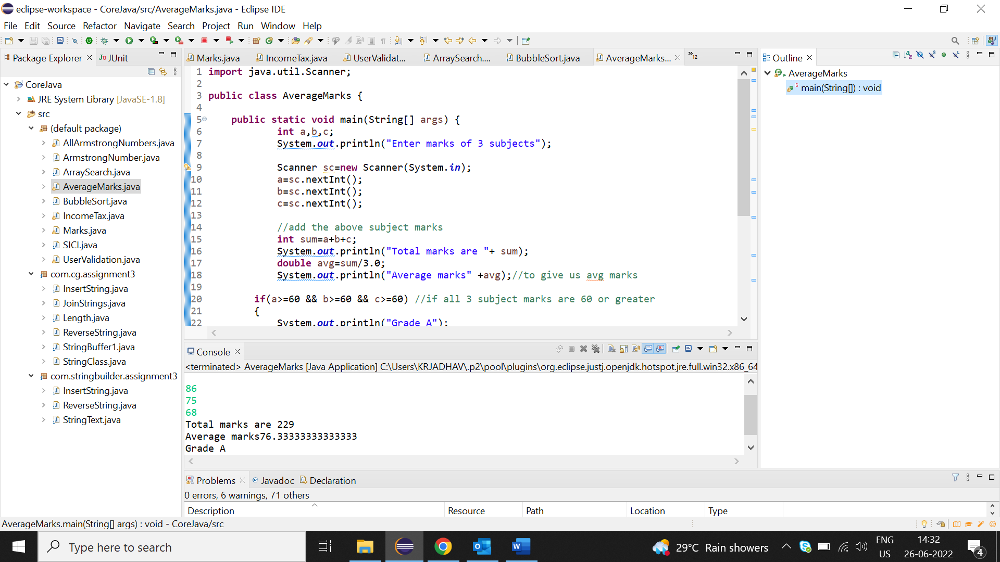 eclipse-workspace - CoreJava/src/AverageMarks.java - Eclipse IDE
File Edit Source Refactor Navigate Search Project Run Window Help
Package Explorer JUnit
CoreJava
JRE System Library [JavaSE-1.8]
src
(default package)
AllArmstrongNumbers.java
ArmstrongNumber.java
ArraySearch.java
AverageMarks.java
BubbleSort.java
IncomeTax.java
Marks.java
SICI.java
UserValidation.java
com.cg.assignment3
InsertString.java
JoinStrings.java
Length.java
ReverseString.java
StringBuffer1.java
StringClass.java
com.stringbuilder.assignment3
InsertString.java
ReverseString.java
StringText.java
Marks.java IncomeTax.java UserValidat... ArraySearch.... BubbleSort.java AverageMarks... »12
1 import java.util.Scanner;
2
3 public class AverageMarks {
4
5 public static void main(String[] args) {
6 int a,b,c;
7 System.out.println("Enter marks of 3 subjects");
8
9 Scanner sc=new Scanner(System.in);
10 a=sc.nextInt();
11 b=sc.nextInt();
12 c=sc.nextInt();
13
14 //add the above subject marks
15 int sum=a+b+c;
16 System.out.println("Total marks are "+ sum);
17 double avg=sum/3.0;
18 System.out.println("Average marks" +avg);//to give us avg marks
19
20 if(a>=60 && b>=60 && c>=60) //if all 3 subject marks are 60 or greater
21 {
22 System.out.println("Grade A");
Outline
AverageMarks
main(String[]) : void
Console
<terminated> AverageMarks [Java Application] C:\Users\KRJADHAV\.p2\pool\plugins\org.eclipse.justj.openjdk.hotspot.jre.full.win32.x86_64
86
75
68
Total marks are 229
Average marks76.33333333333333
Grade A
Problems @ Javadoc Declaration
0 errors, 6 warnings, 71 others
Description Resource Path Location Type
AverageMarks.main(String[] args) : void - CoreJava/src
Type here to search
29°C Rain showers
ENG
US
14:32
26-06-2022
4